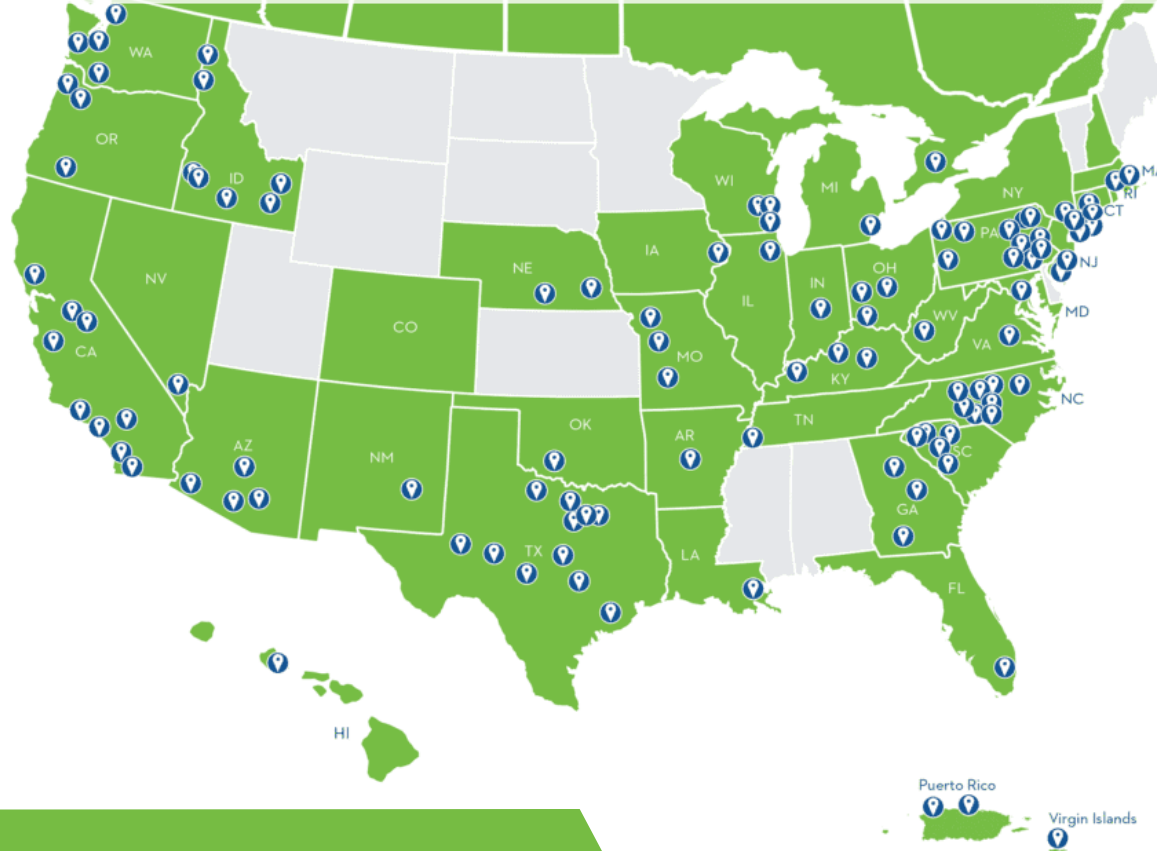 WA
OR
ID
WI
MI
NY
MA
RI
CT
PA
NJ
IA
NE
NV
OH
IN
IL
WV
MD
VA
CO
CA
MO
KY
NC
TN
OK
AR
AZ
NM
SC
GA
TX
LA
FL
HI
Puerto Rico
Virgin Islands